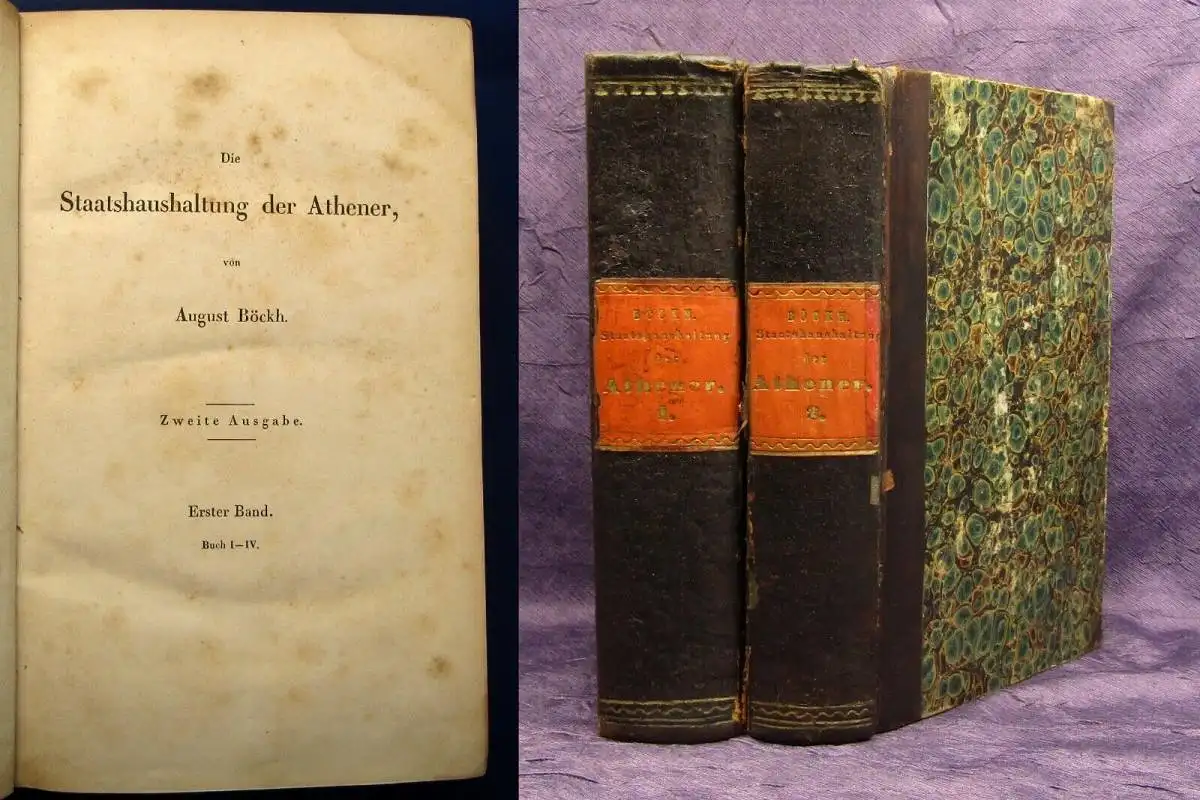 Die
Staatshaushaltung der Athener,
von
August Böckh.
Zweite Ausgabe.
Erster Band.
Buch I—IV.
BÖCKH.
Staatshaushaltung
der
Athener.
1.
BÖCKH.
Staatshaushaltung
der
Athener.
2.